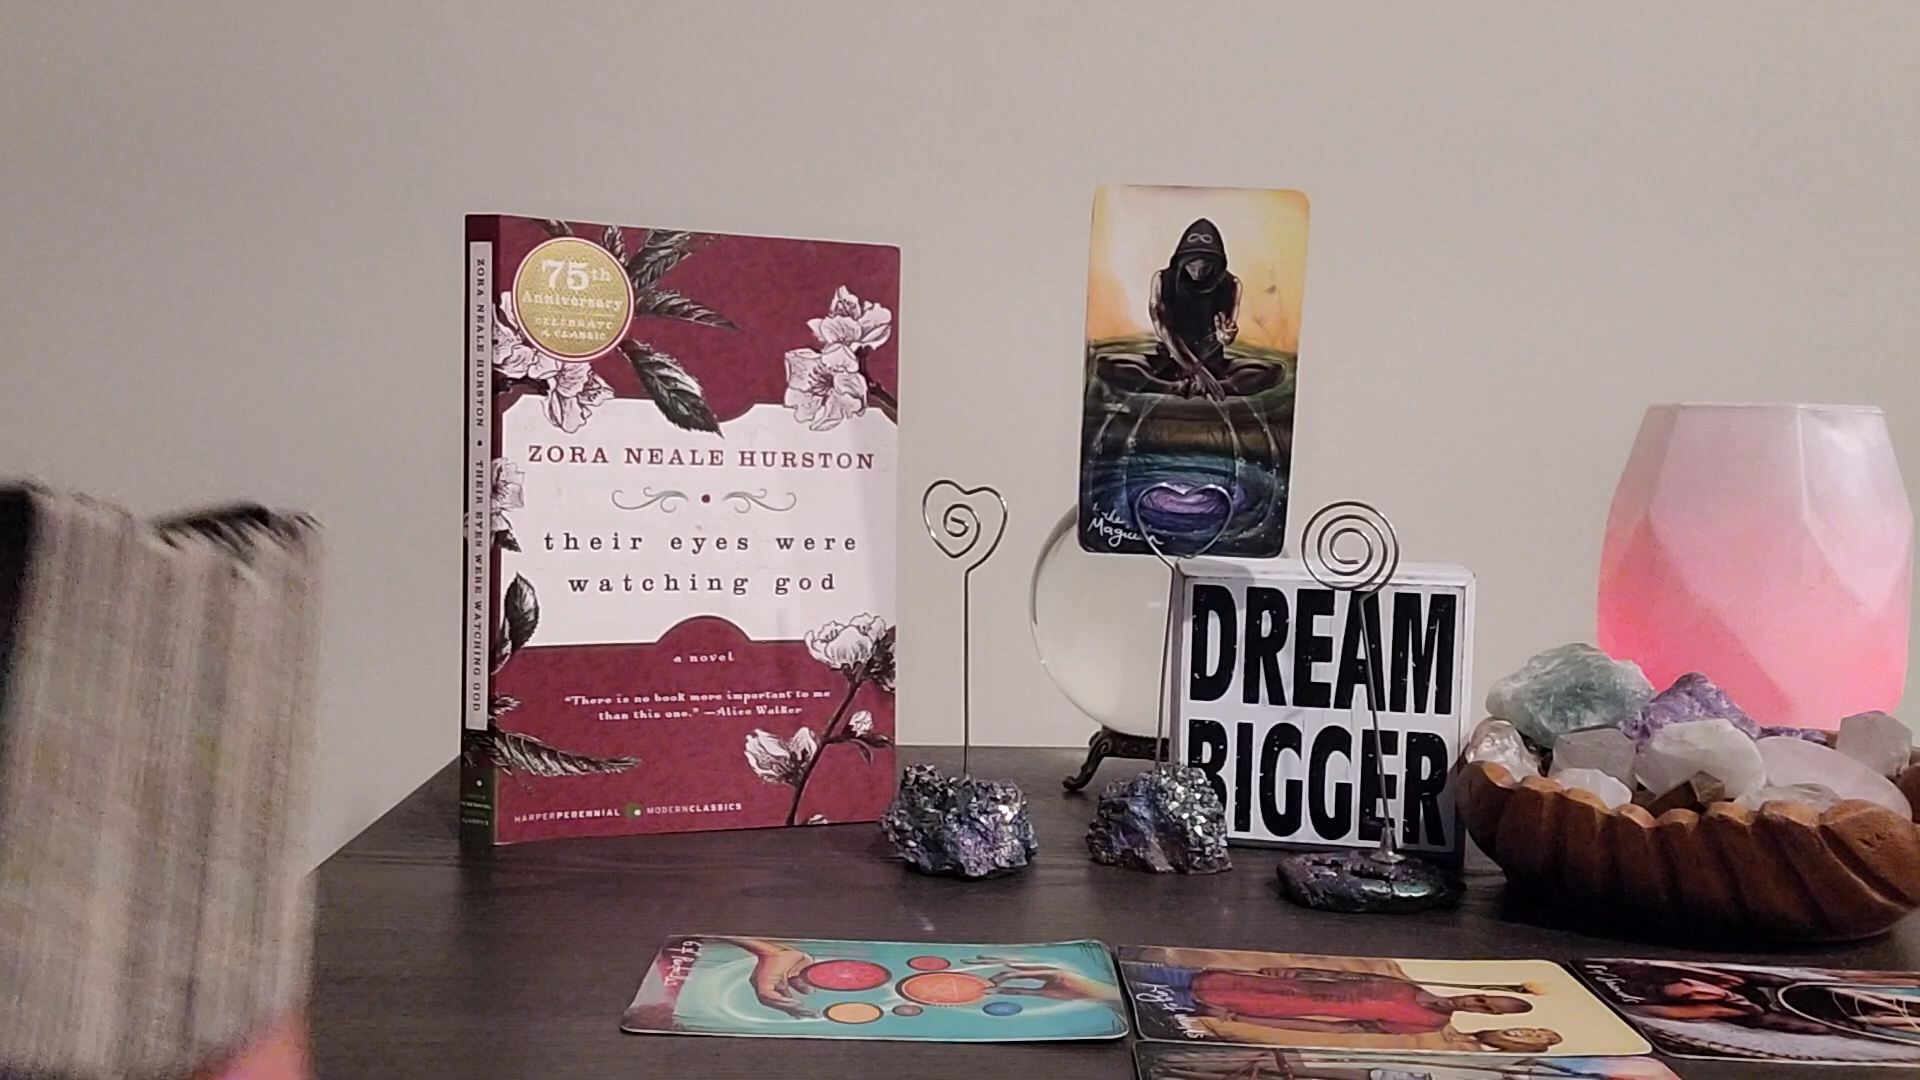 ZORA NEALE HURSTON • THEIR EYES WERE WATCHING GOD
75th
Anniversary
CELEBRATE
A CLASSIC
ZORA NEALE HURSTON
their eyes were
watching god
a novel
"There is no book more important to me
than this one." —Alice Walker
HARPERPERENNIAL MODERNCLASSICS
the
Magician
DREAM
BIGGER